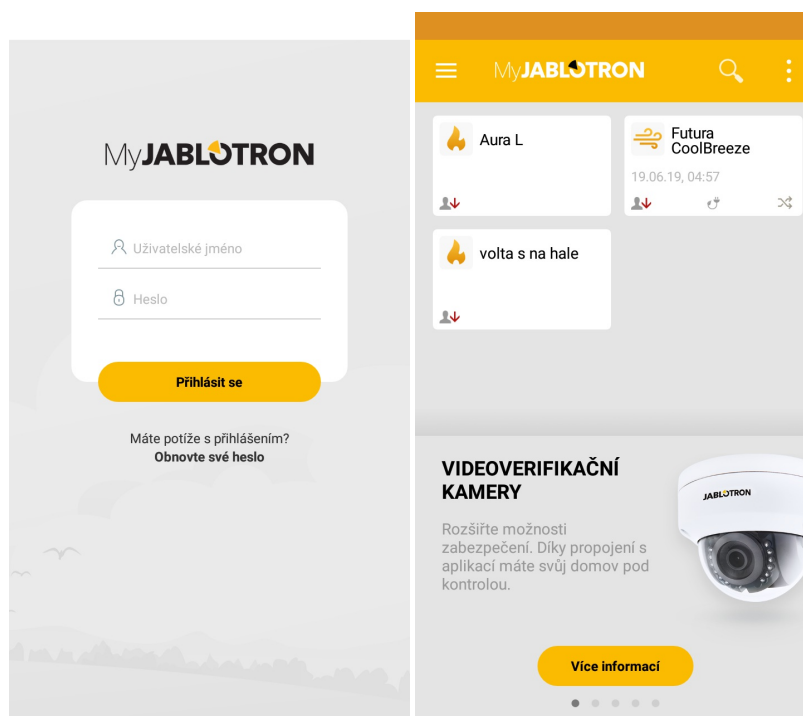 MyJABLOTRON
Uživatelské jméno
Heslo
Přihlásit se
Máte potíže s přihlášením?
Obnovte své heslo
MyJABLOTRON
Aura L
Futura
CoolBreeze
19.06.19, 04:57
volta s na hale
VIDEOVERIFIKAČNÍ
KAMERY
JABLOTRON
Rozšiřte možnosti
zabezpečení. Díky propojení s
aplikací máte svůj domov pod
kontrolou.
Více informací